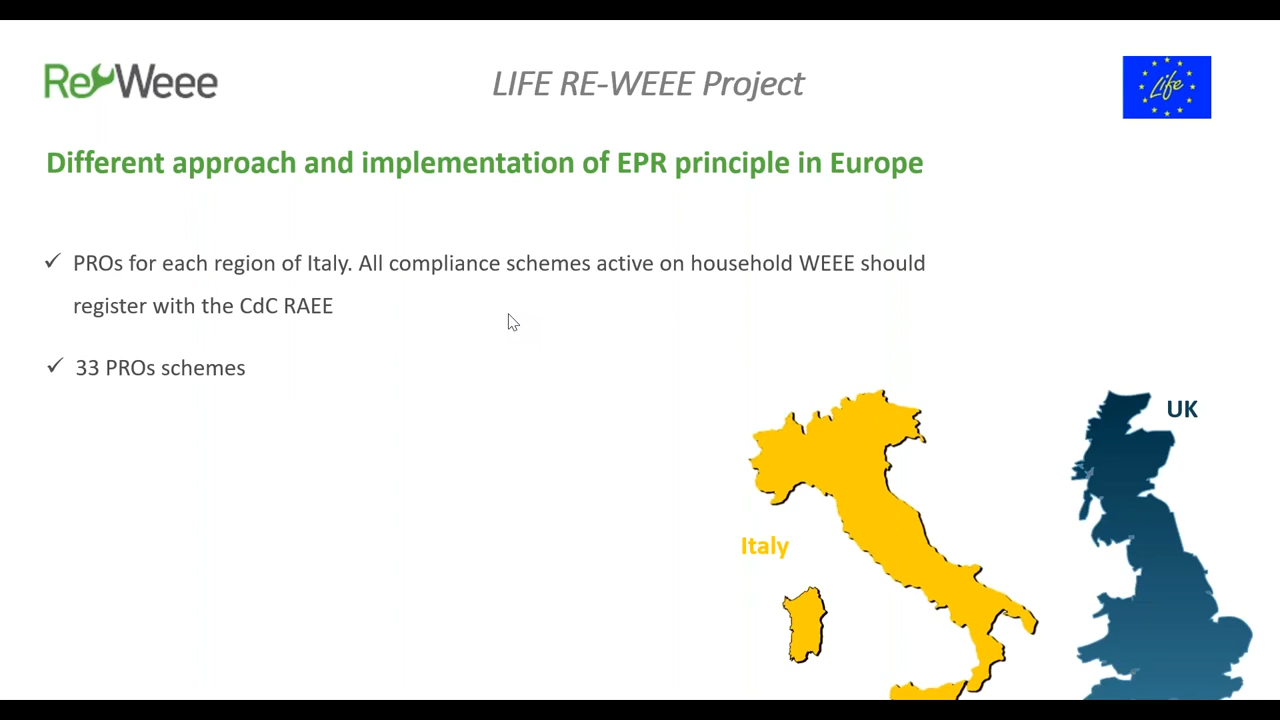 Re Weee
LIFE RE-WEEE Project
Life
Different approach and implementation of EPR principle in Europe
✓ PROs for each region of Italy. All compliance schemes active on household WEEE should
register with the CdC RAEE
✓ 33 PROs schemes
UK
Italy